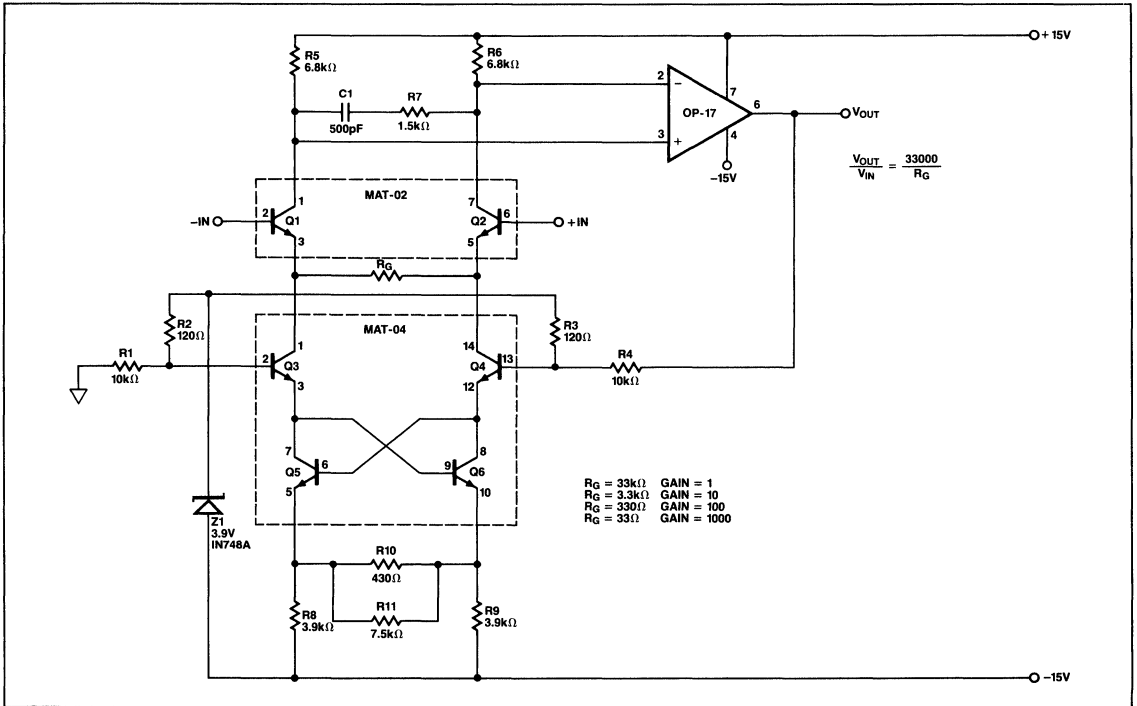 +15V
R5
6.8kΩ
R6
6.8kΩ
C1
500pF
R7
1.5kΩ
2
−
7
OP-17
6
VOUT
3
+
4
−15V
VOUT/VIN = 33000/RG
MAT-02
1
7
−IN
2
Q1
Q2
6
+IN
3
5
RG
R2
120Ω
MAT-04
R3
120Ω
R1
10kΩ
1
14
2
Q3
Q4
13
R4
10kΩ
3
12
7
8
Q5
6
9
Q6
5
10
RG = 33kΩ GAIN = 1
RG = 3.3kΩ GAIN = 10
RG = 330Ω GAIN = 100
RG = 33Ω GAIN = 1000
Z1
3.9V
IN748A
R10
430Ω
R11
7.5kΩ
R8
3.9kΩ
R9
3.9kΩ
−15V